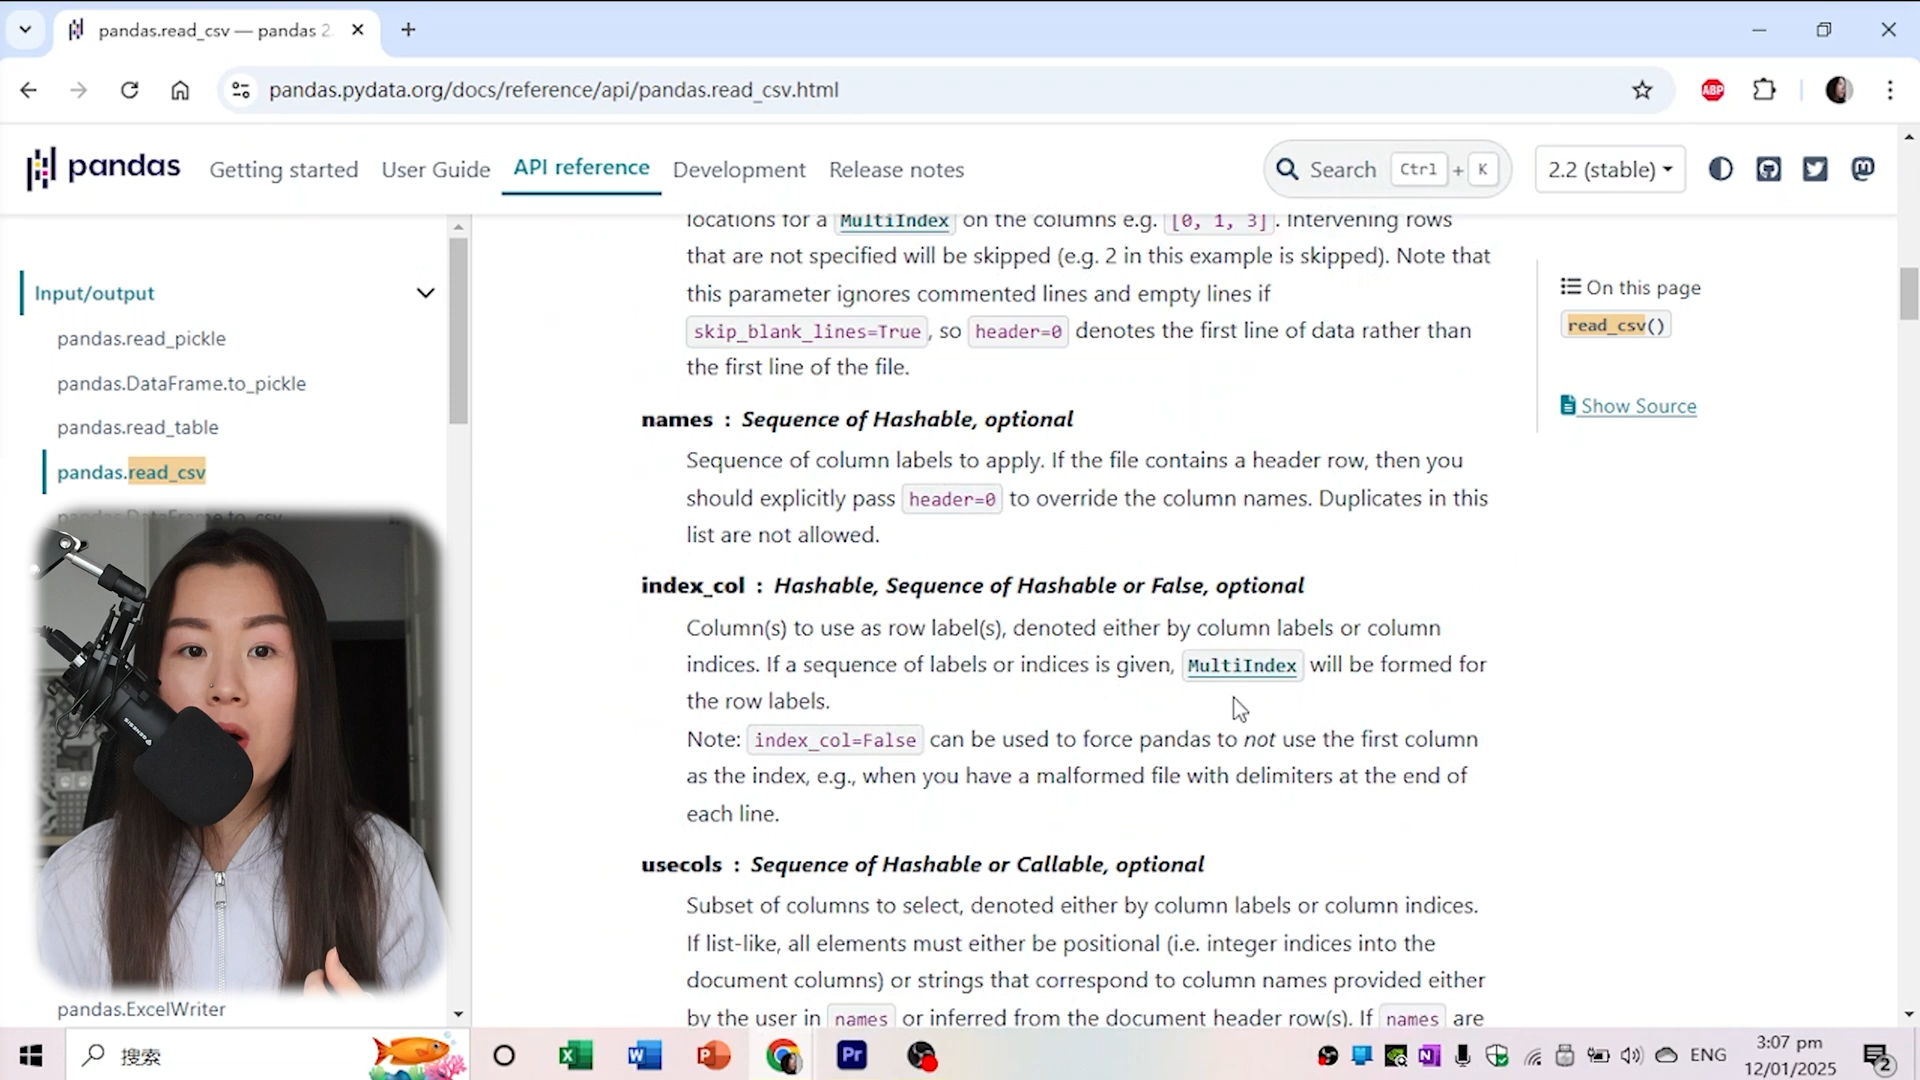 pandas.read_csv — pandas 2.
pandas.pydata.org/docs/reference/api/pandas.read_csv.html
ABP
pandas
Getting started
User Guide
API reference
Development
Release notes
Search Ctrl + K
2.2 (stable)
Input/output
pandas.read_pickle
pandas.DataFrame.to_pickle
pandas.read_table
pandas.read_csv
pandas.DataFrame.to_csv
pandas.ExcelWriter
locations for a MultiIndex on the columns e.g. [0, 1, 3]. Intervening rows
that are not specified will be skipped (e.g. 2 in this example is skipped). Note that
this parameter ignores commented lines and empty lines if
skip_blank_lines=True, so header=0 denotes the first line of data rather than
the first line of the file.
names : Sequence of Hashable, optional
Sequence of column labels to apply. If the file contains a header row, then you
should explicitly pass header=0 to override the column names. Duplicates in this
list are not allowed.
index_col : Hashable, Sequence of Hashable or False, optional
Column(s) to use as row label(s), denoted either by column labels or column
indices. If a sequence of labels or indices is given, MultiIndex will be formed for
the row labels.
Note: index_col=False can be used to force pandas to not use the first column
as the index, e.g., when you have a malformed file with delimiters at the end of
each line.
usecols : Sequence of Hashable or Callable, optional
Subset of columns to select, denoted either by column labels or column indices.
If list-like, all elements must either be positional (i.e. integer indices into the
document columns) or strings that correspond to column names provided either
by the user in names or inferred from the document header row(s). If names are
On this page
read_csv()
Show Source
搜索
Pr
ENG
3:07 pm
12/01/2025
2